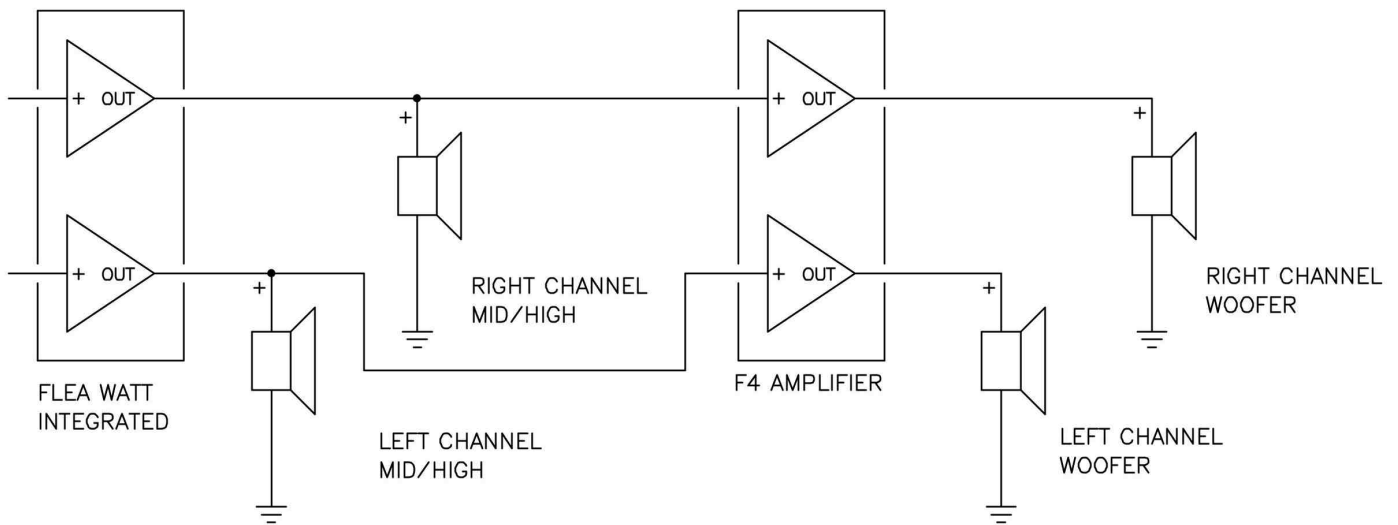 + OUT
+ OUT
+
+
RIGHT CHANNEL
MID/HIGH
RIGHT CHANNEL
WOOFER
+ OUT
+ OUT
+
+
FLEA WATT
INTEGRATED
F4 AMPLIFIER
LEFT CHANNEL
MID/HIGH
LEFT CHANNEL
WOOFER